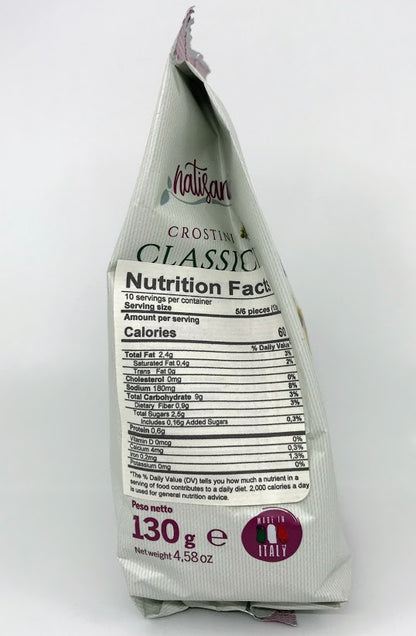 natisan
CROSTINI
CLASSIC
Nutrition Facts
10 servings per container
Serving size 5/6 pieces
Amount per serving
Calories 60
% Daily Value*
Total Fat 2,4g 3%
Saturated Fat 0,4g 2%
Trans Fat 0g
Cholesterol 0mg 0%
Sodium 180mg 8%
Total Carbohydrate 9g 3%
Dietary Fiber 0,9g 3%
Total Sugars 2,5g
Includes 0,16g Added Sugars 0,3%
Protein 0,6g
Vitamin D 0mcg 0%
Calcium 4mg 0,3%
Iron 0,2mg 1,3%
Potassium 0mg 0%
*The % Daily Value (DV) tells you how much a nutrient in a
serving of food contributes to a daily diet. 2,000 calories a day
is used for general nutrition advice.
Peso netto
130 g e
Net weight 4,58 oz
MADE IN
ITALY